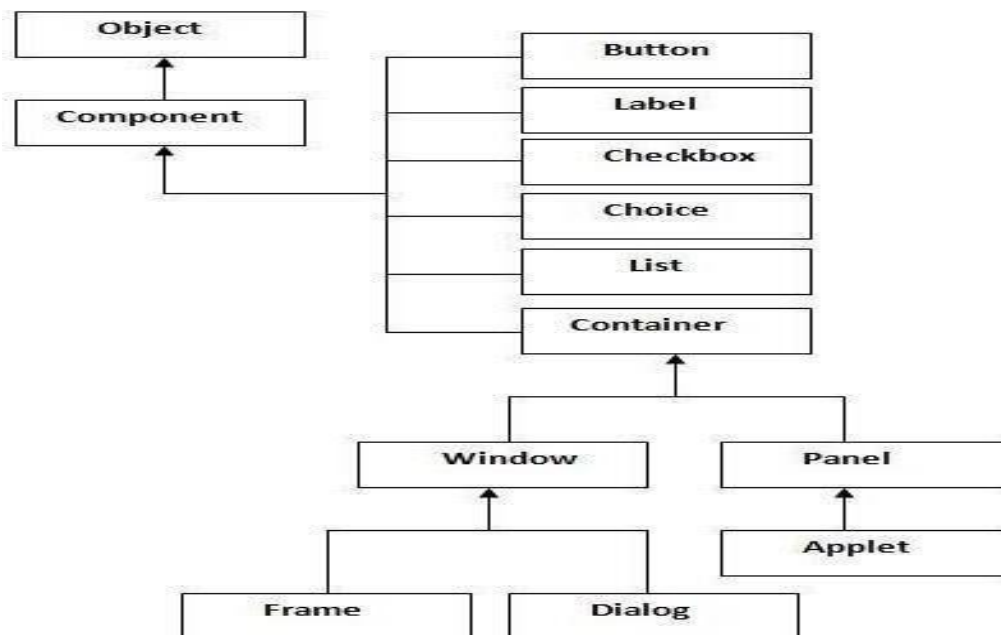 Object
Component
Button
Label
Checkbox
Choice
List
Container
Window
Panel
Applet
Frame
Dialog